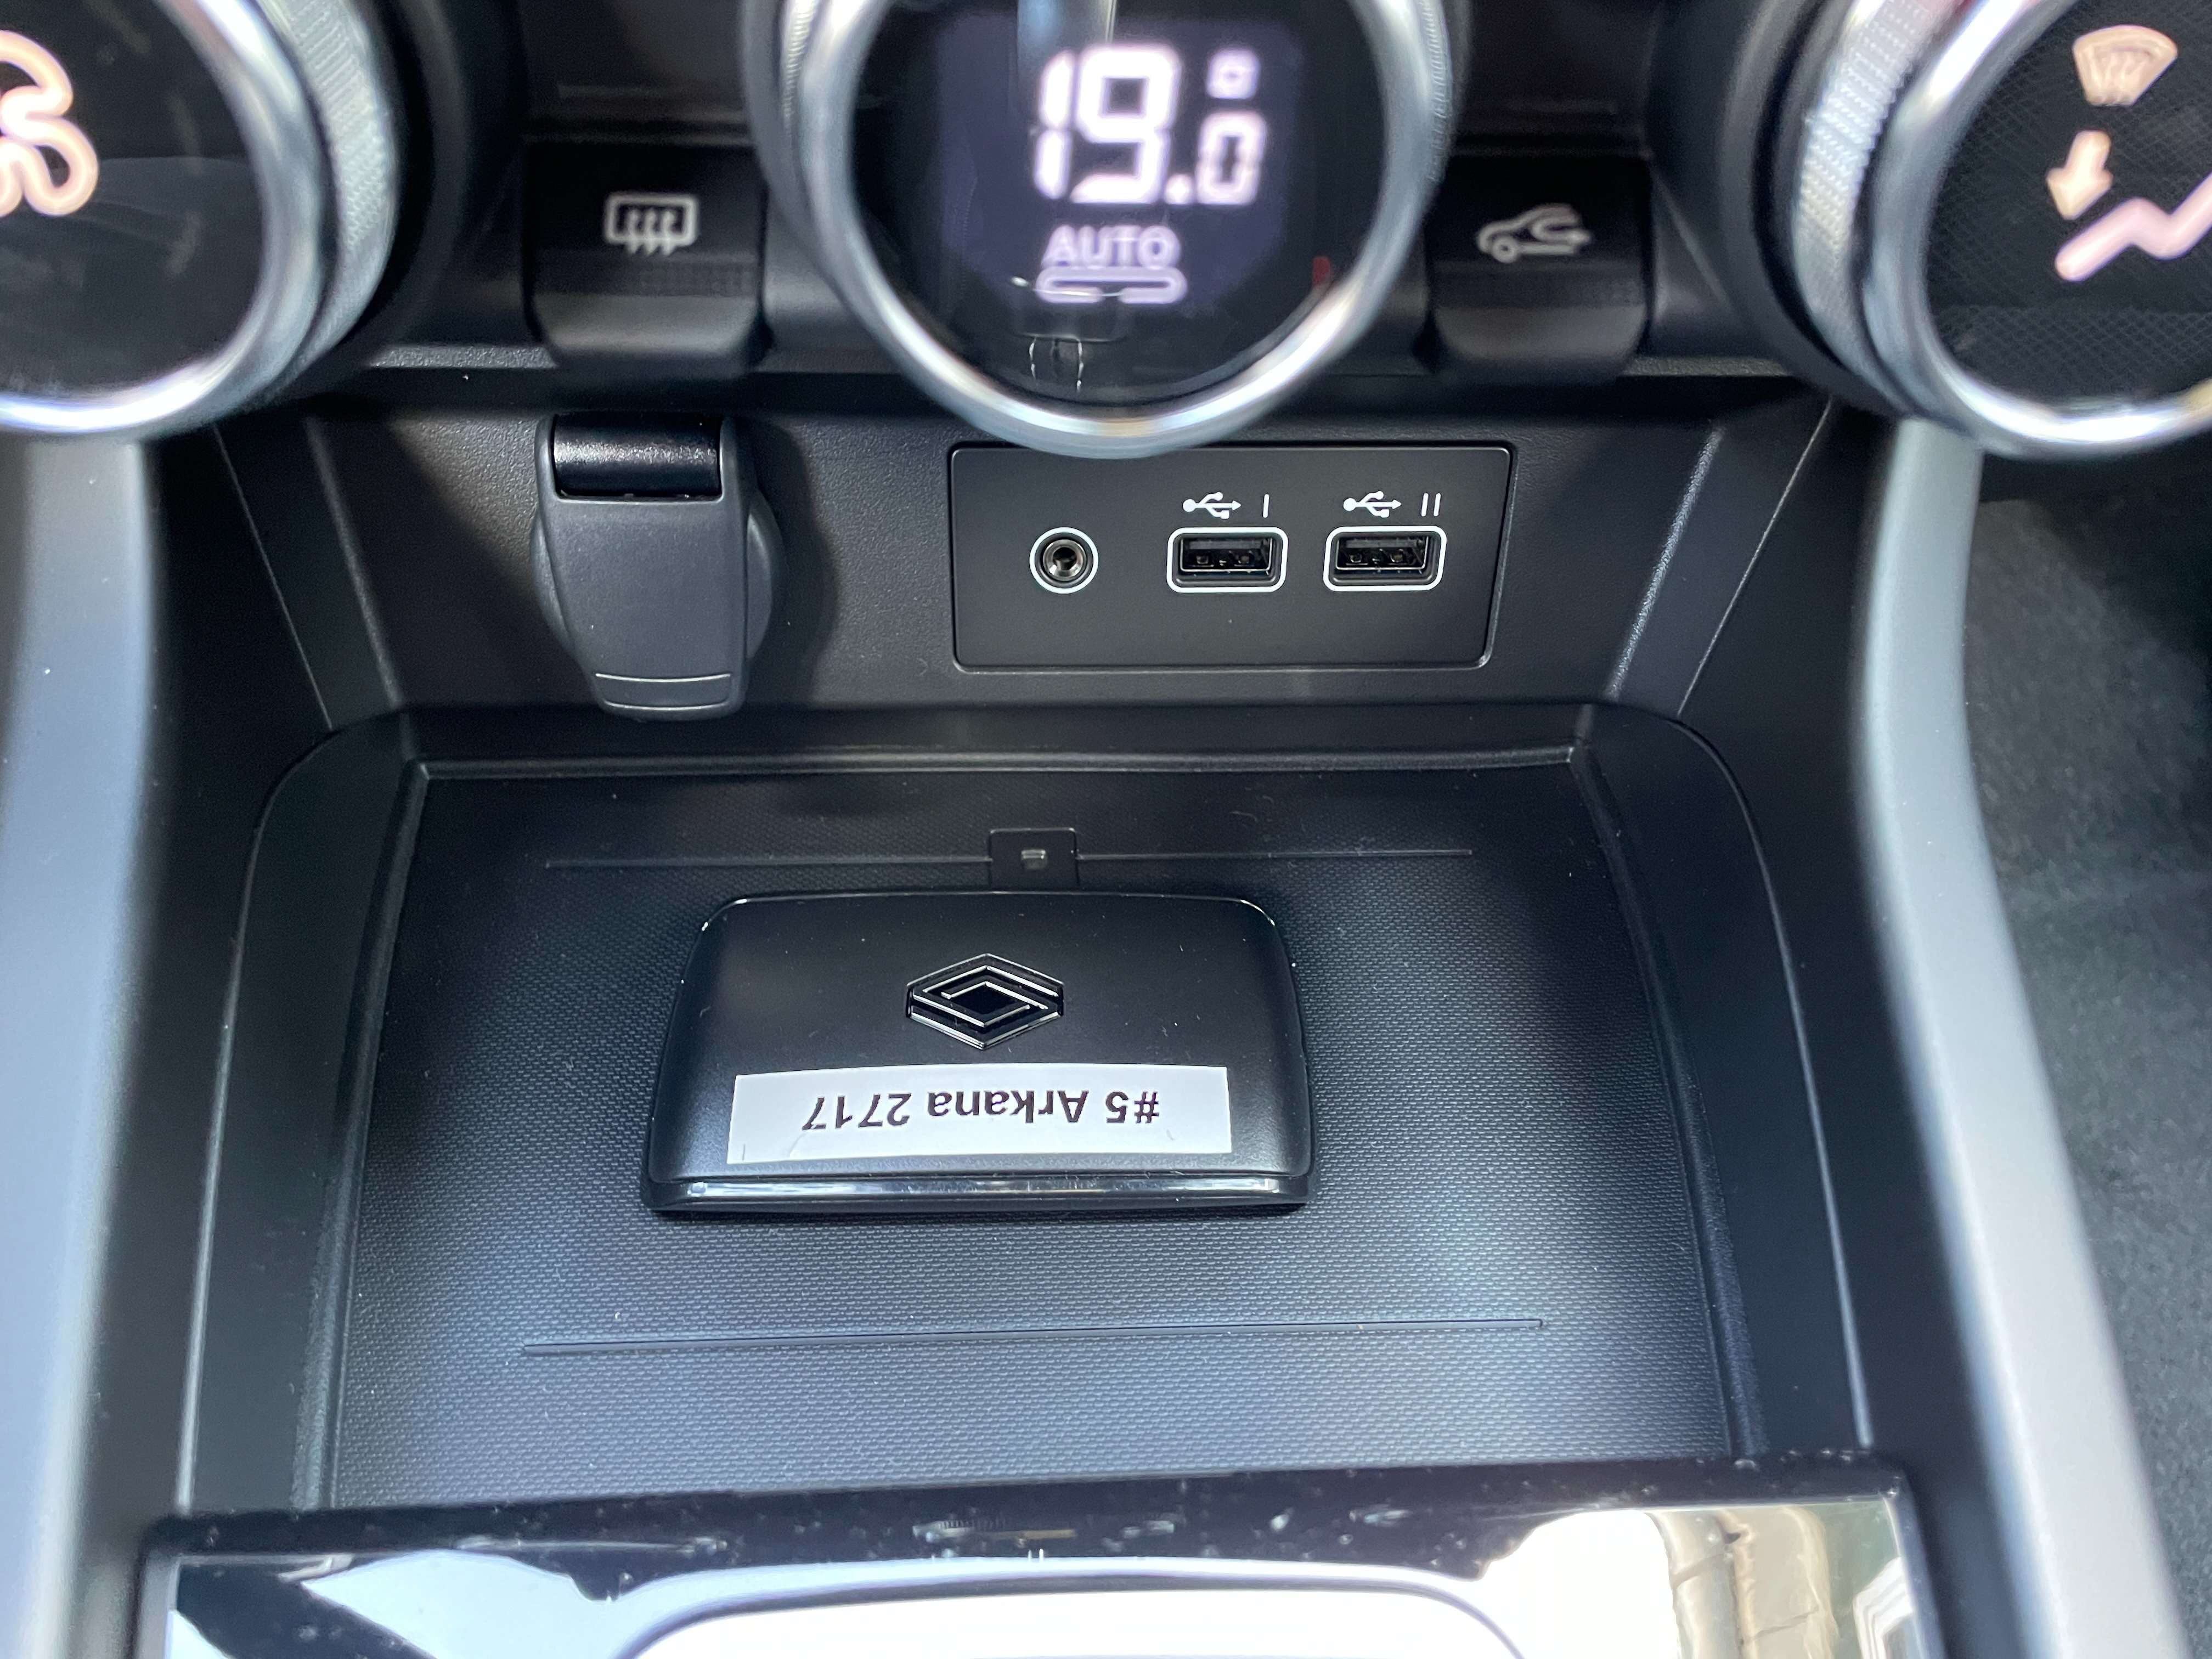 19.0°
AUTO
I
II
#5 Arkana 2717